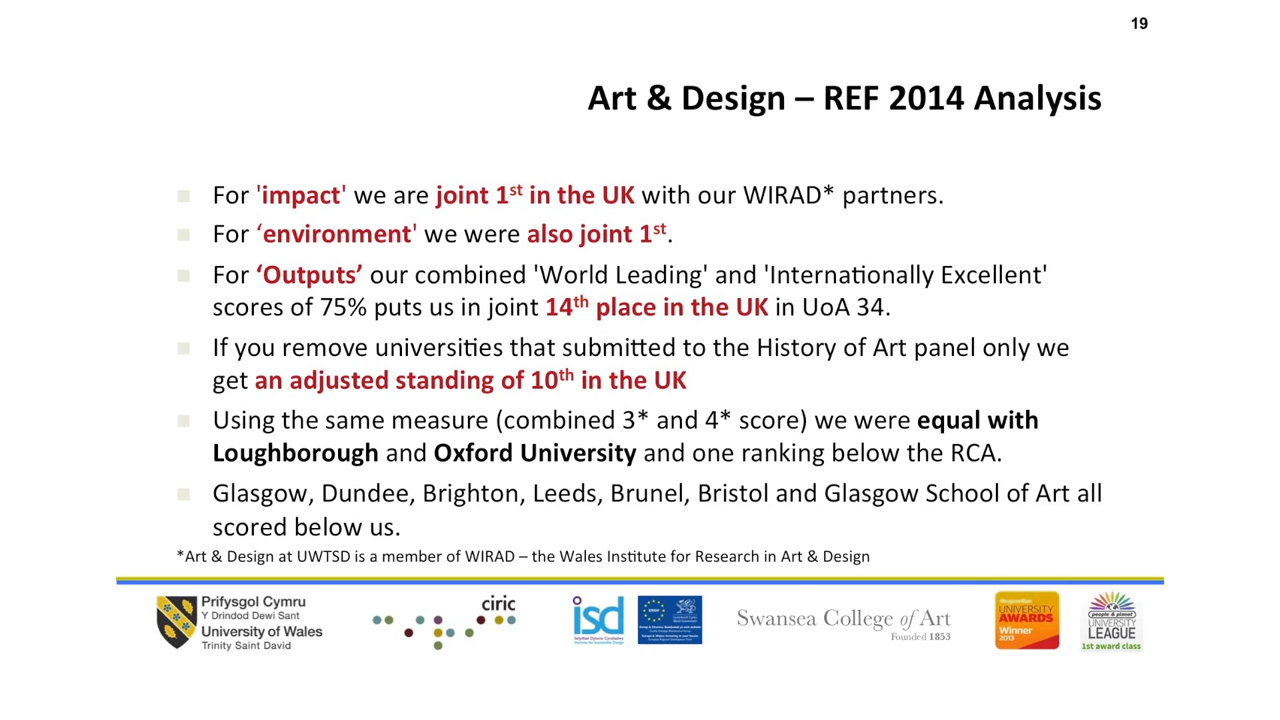 19
Art & Design – REF 2014 Analysis
For 'impact' we are joint 1st in the UK with our WIRAD* partners.
For ‘environment' we were also joint 1st.
For ‘Outputs’ our combined 'World Leading' and 'Internationally Excellent'
scores of 75% puts us in joint 14th place in the UK in UoA 34.
If you remove universities that submitted to the History of Art panel only we
get an adjusted standing of 10th in the UK
Using the same measure (combined 3* and 4* score) we were equal with
Loughborough and Oxford University and one ranking below the RCA.
Glasgow, Dundee, Brighton, Leeds, Brunel, Bristol and Glasgow School of Art all
scored below us.
*Art & Design at UWTSD is a member of WIRAD – the Wales Institute for Research in Art & Design
Prifysgol Cymru
Y Drindod Dewi Sant
University of Wales
Trinity Saint David
ciric
isd
Swansea College of Art
Founded 1853
UNIVERSITY
AWARDS
Winner
2013
people & planet
UNIVERSITY
LEAGUE
1st award class